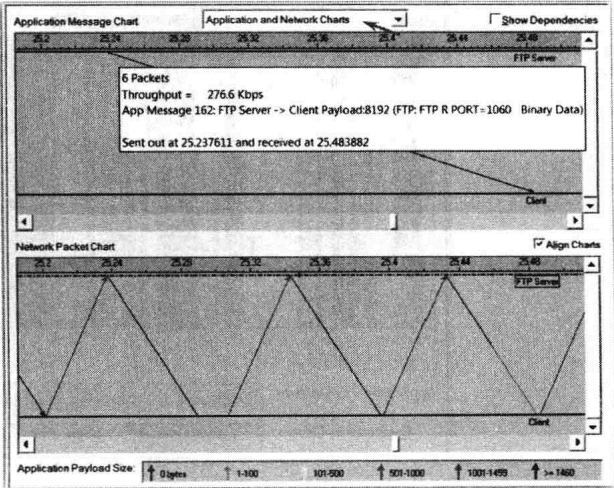 Application Message Chart
Application and Network Charts
Show Dependencies
25.2 25.24 25.28 25.32 25.36 25.4 25.44 25.48
FTP Server
6 Packets
Throughput = 276.6 Kbps
App Message 162: FTP Server -> Client Payload:8192 (FTP: FTP R PORT=1060 Binary Data)
Sent out at 25.237611 and received at 25.483882
Client
Network Packet Chart
Align Charts
25.2 25.24 25.28 25.32 25.36 25.4 25.44 25.48
FTP Server
Client
Application Payload Size: 0 bytes 1-100 101-500 501-1000 1001-1459 >= 1460